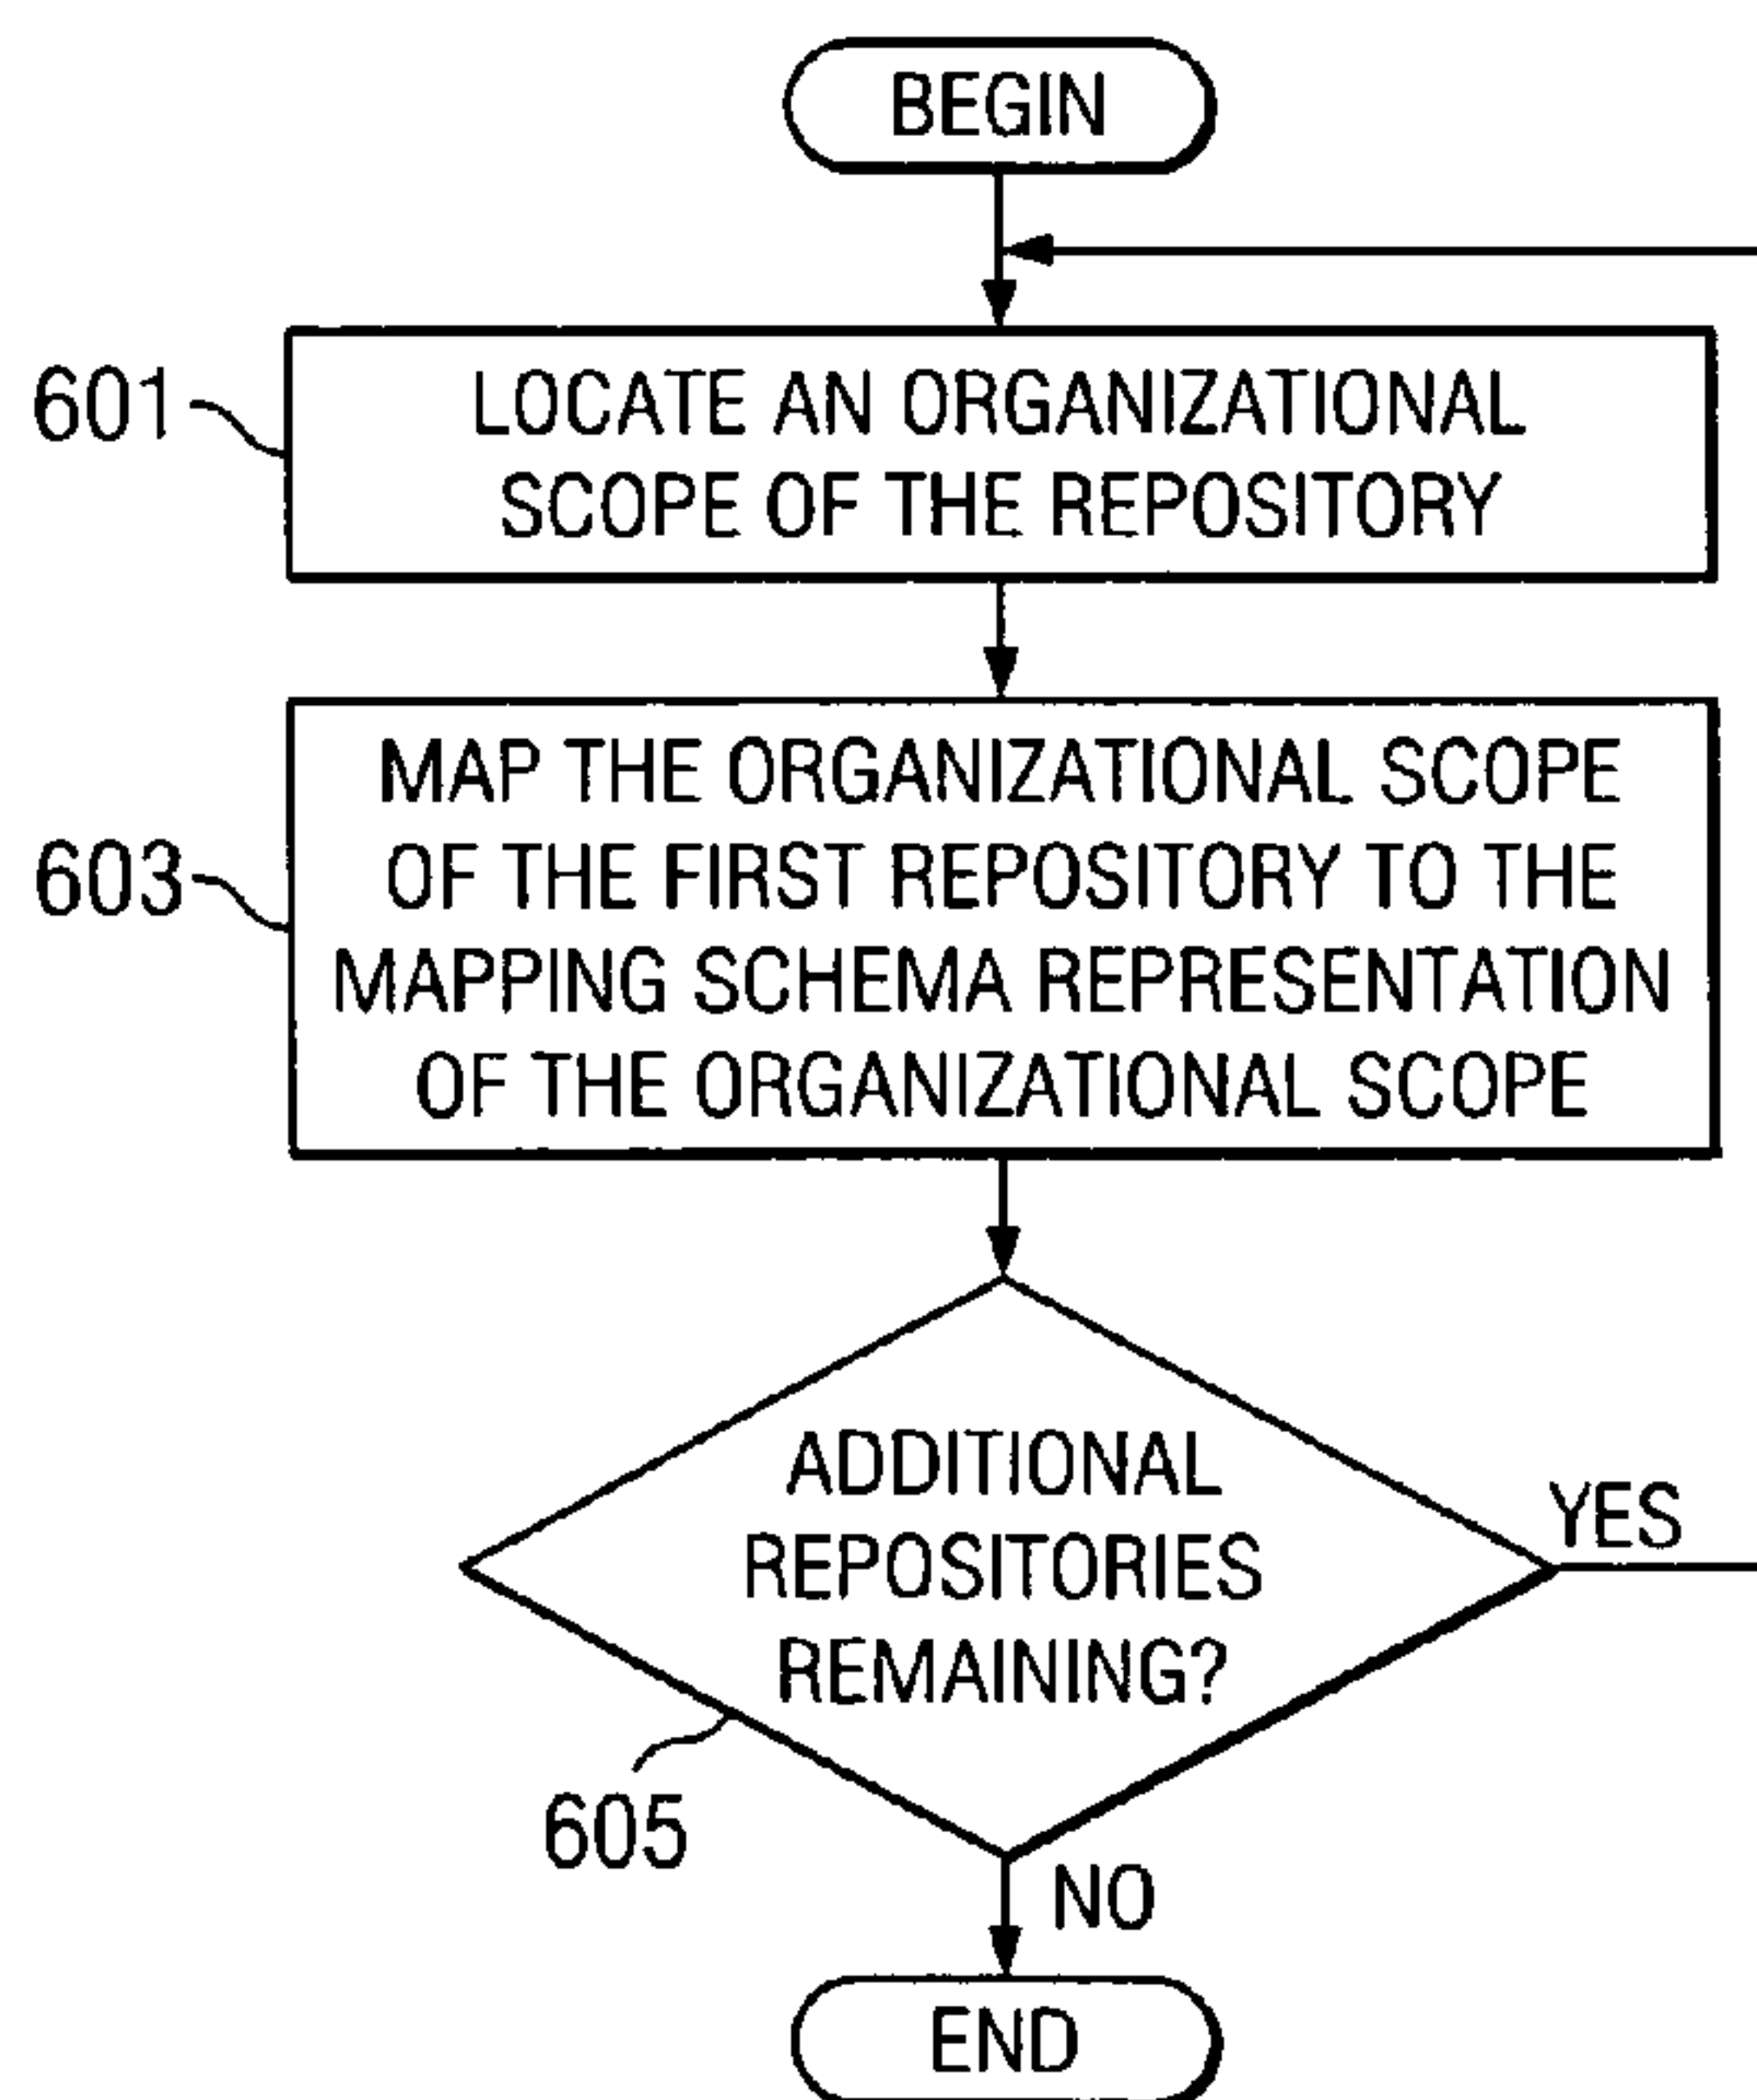 BEGIN
601
LOCATE AN ORGANIZATIONAL
SCOPE OF THE REPOSITORY
603
MAP THE ORGANIZATIONAL SCOPE
OF THE FIRST REPOSITORY TO THE
MAPPING SCHEMA REPRESENTATION
OF THE ORGANIZATIONAL SCOPE
ADDITIONAL
REPOSITORIES
REMAINING?
YES
605
NO
END